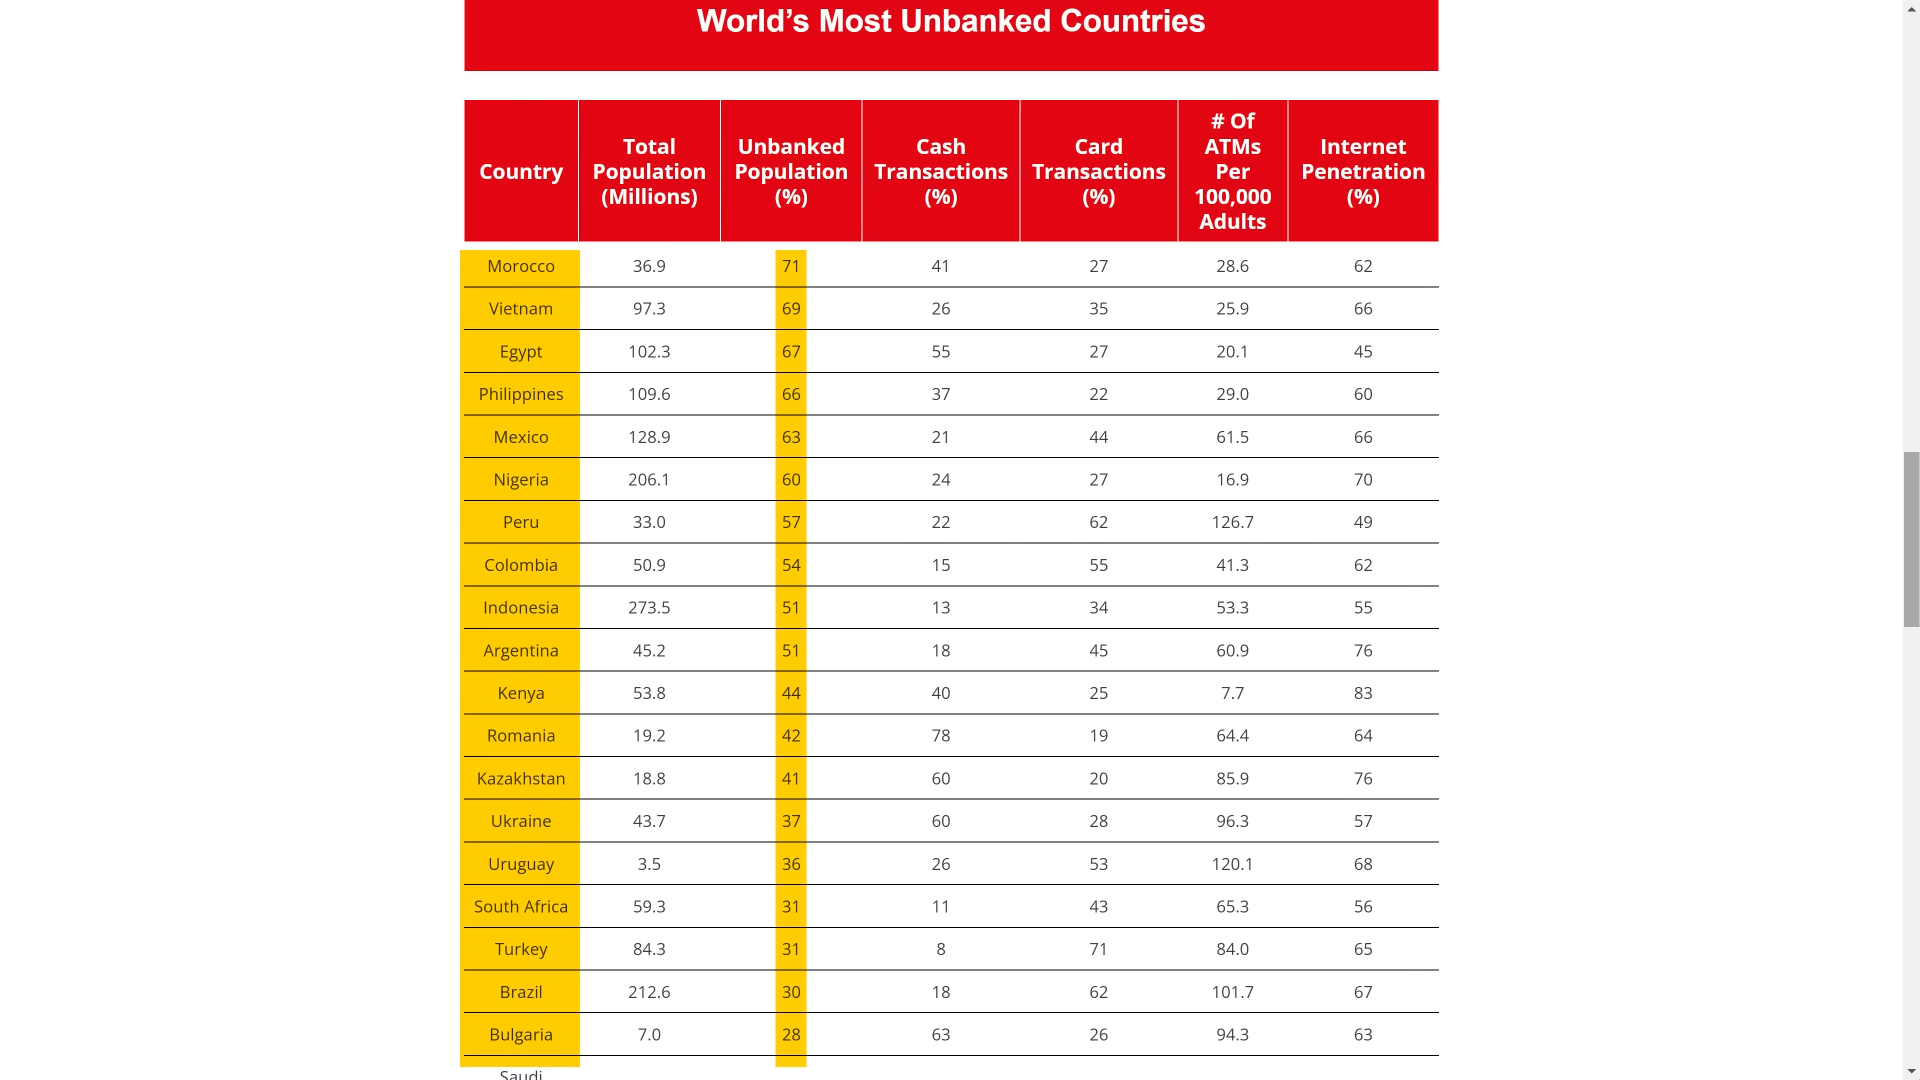 World's Most Unbanked Countries
Country Total Population (Millions) Unbanked Population (%) Cash Transactions (%) Card Transactions (%) # Of ATMs Per 100,000 Adults Internet Penetration (%)
Morocco 36.9 71 41 27 28.6 62
Vietnam 97.3 69 26 35 25.9 66
Egypt 102.3 67 55 27 20.1 45
Philippines 109.6 66 37 22 29.0 60
Mexico 128.9 63 21 44 61.5 66
Nigeria 206.1 60 24 27 16.9 70
Peru 33.0 57 22 62 126.7 49
Colombia 50.9 54 15 55 41.3 62
Indonesia 273.5 51 13 34 53.3 55
Argentina 45.2 51 18 45 60.9 76
Kenya 53.8 44 40 25 7.7 83
Romania 19.2 42 78 19 64.4 64
Kazakhstan 18.8 41 60 20 85.9 76
Ukraine 43.7 37 60 28 96.3 57
Uruguay 3.5 36 26 53 120.1 68
South Africa 59.3 31 11 43 65.3 56
Turkey 84.3 31 8 71 84.0 65
Brazil 212.6 30 18 62 101.7 67
Bulgaria 7.0 28 63 26 94.3 63
Saudi